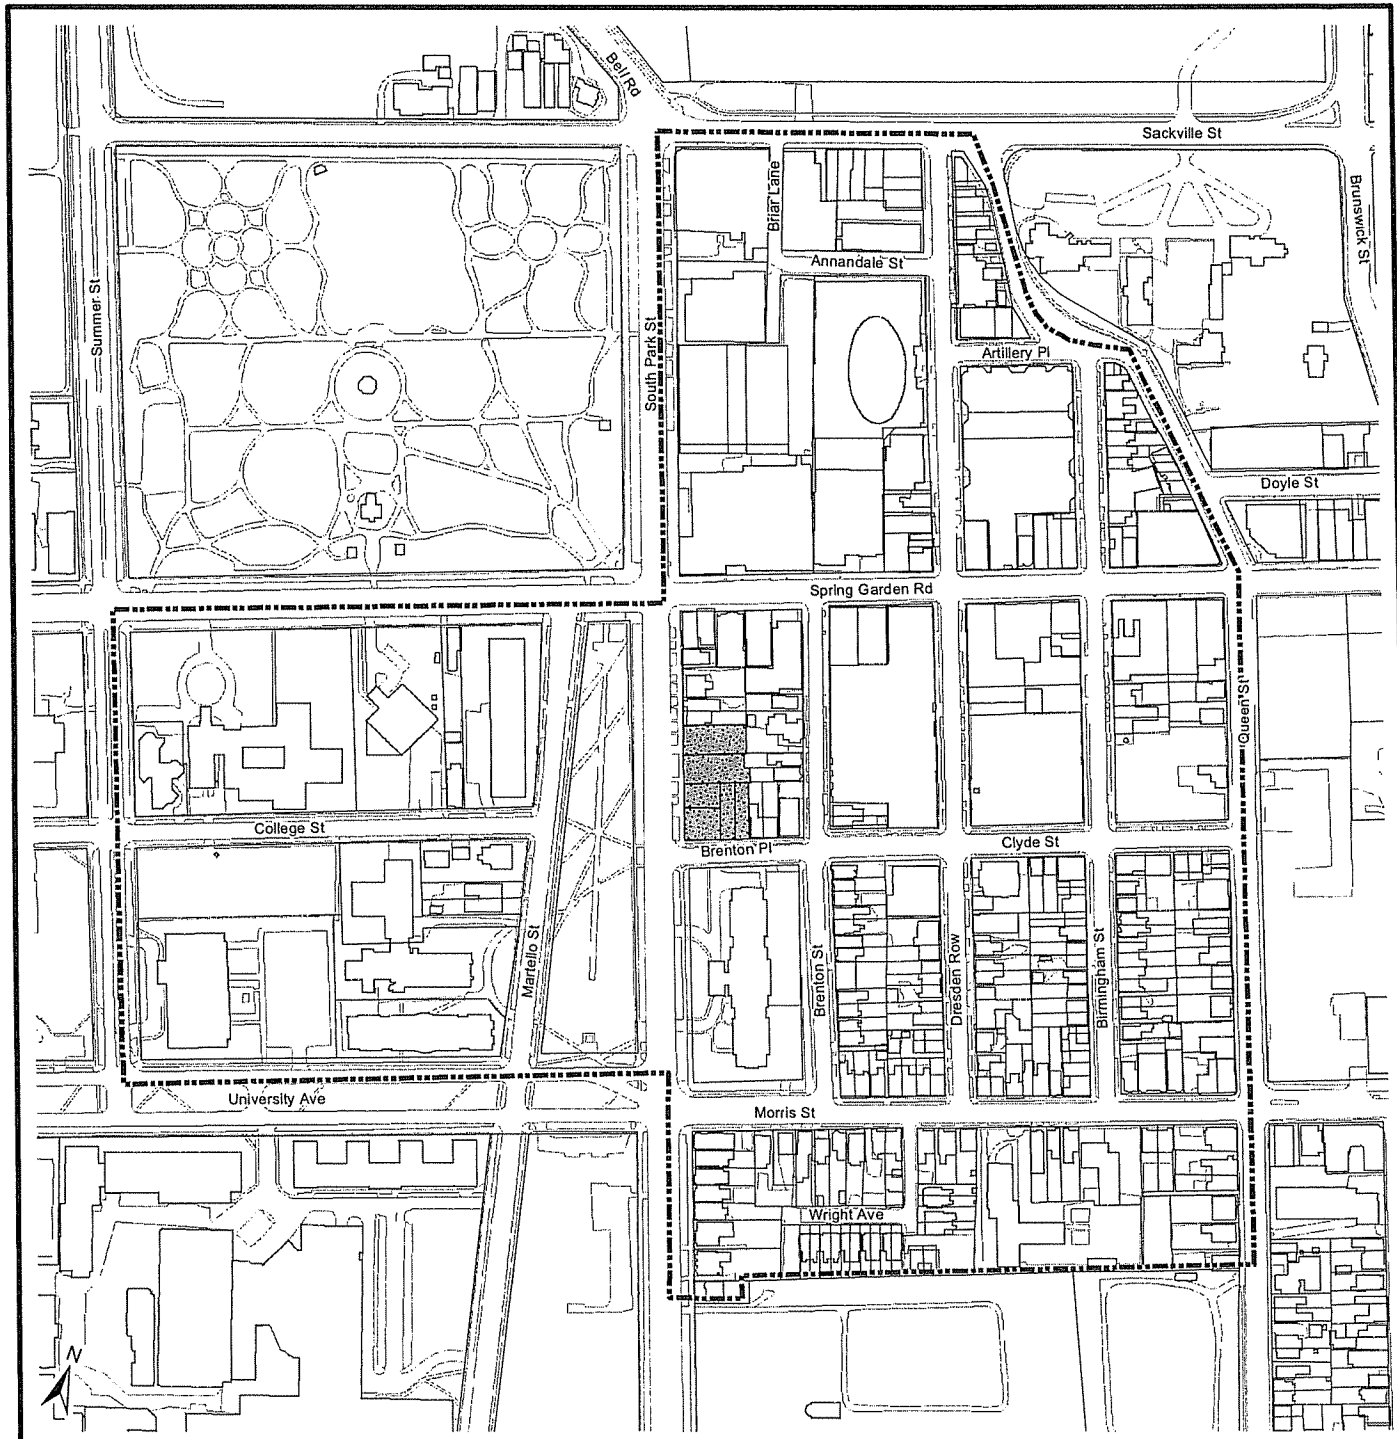 Bell Rd
Sackville St
Briar Lane
Brunswick St
Annandale St
Summer St
South Park St
Artillery Pl
Doyle St
Spring Garden Rd
Queen St
College St
Brenton Pl
Clyde St
Martello St
Brenton St
Dresden Row
Birmingham St
University Ave
Morris St
Wright Ave
N